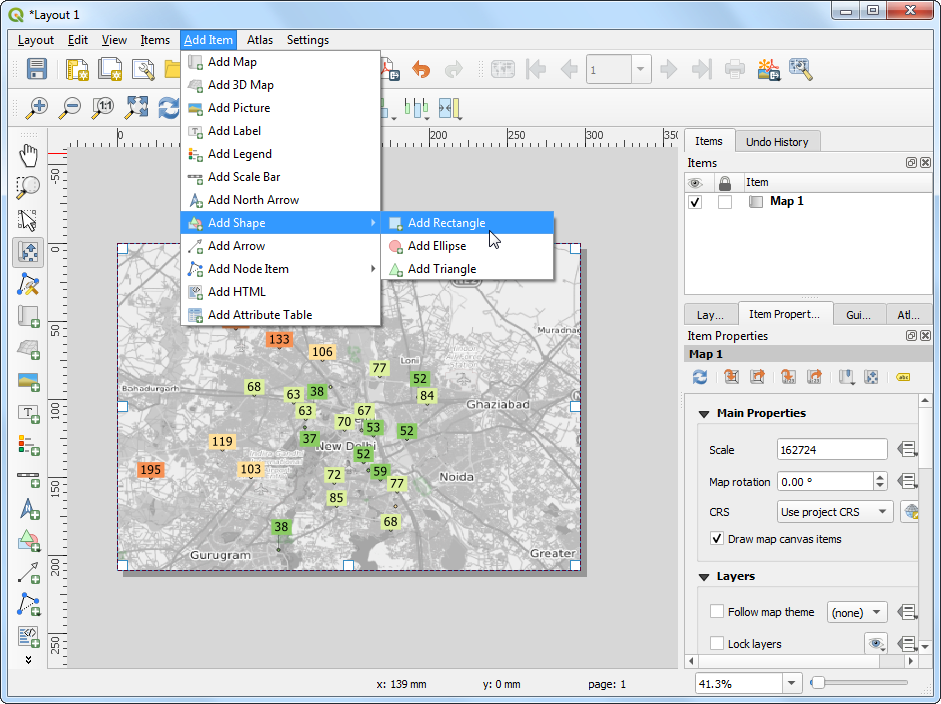 *Layout 1
Layout Edit View Items Add Item Atlas Settings
Add Map
Add 3D Map
Add Picture
Add Label
Add Legend
Add Scale Bar
Add North Arrow
Add Shape
Add Arrow
Add Node Item
Add HTML
Add Attribute Table
Add Rectangle
Add Ellipse
Add Triangle
1
1:1
0 200 250 300 350
-50
0
50
100
150
200
250
133
106
77
Loni
Muradnagar
68
63
38
52
84
Bahadurgarh
63
67
Ghaziabad
70
53
52
119
37
New Delhi
52
195
103
72
59
77
Noida
85
68
38
Gurugram
Greater
x: 139 mm y: 0 mm page: 1
41.3%
Items Undo History
Items
Item
Map 1
Lay... Item Propert... Gui... Atl...
Item Properties
Map 1
abc
Main Properties
Scale 162724
Map rotation 0.00 °
CRS Use project CRS
Draw map canvas items
Layers
Follow map theme (none)
Lock layers